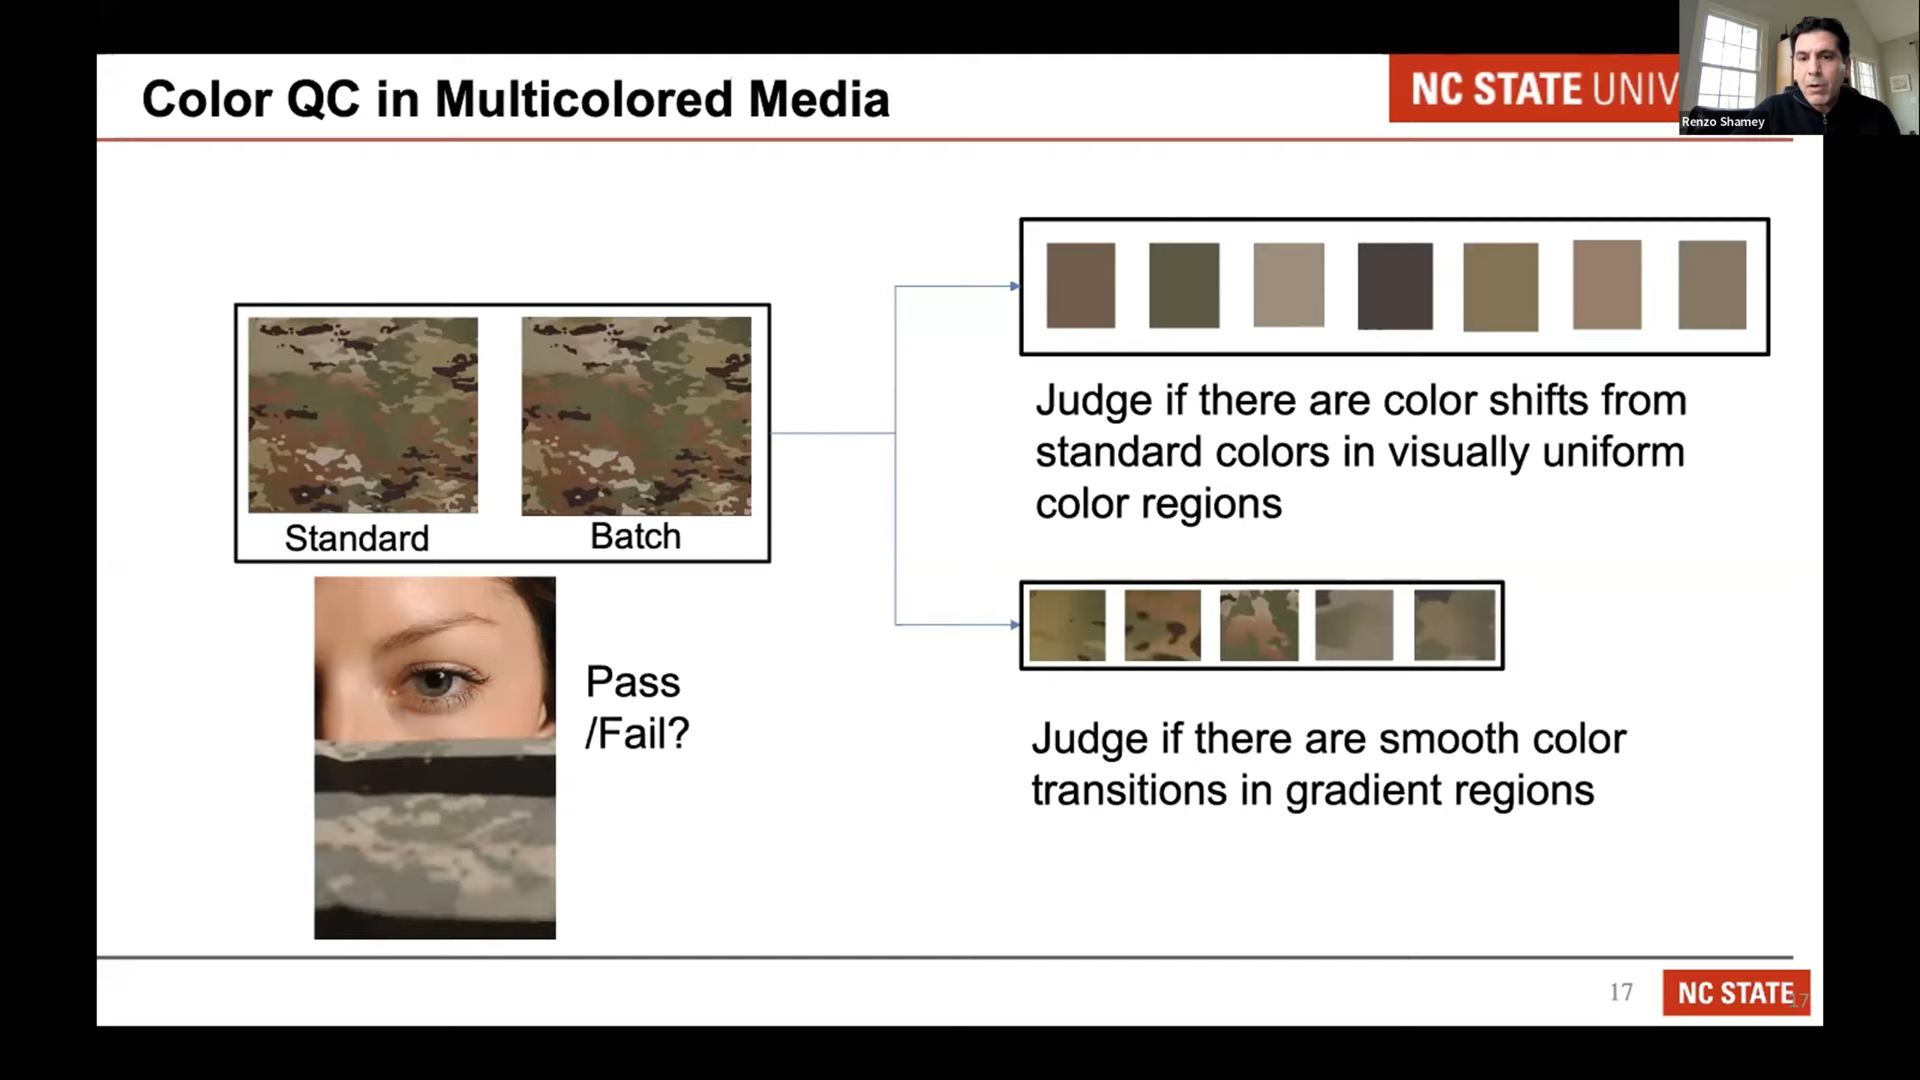 Color QC in Multicolored Media
NC STATE UNIV
Renzo Shamey
Standard
Batch
Judge if there are color shifts from
standard colors in visually uniform
color regions
Pass
/Fail?
Judge if there are smooth color
transitions in gradient regions
17
NC STATE
17